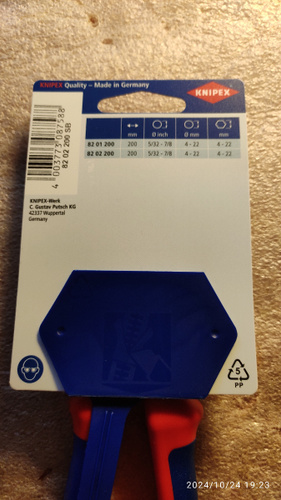 KNIPEX Quality – Made in Germany
KNIPEX
mm Ø inch Ø mm mm
82 01 200 200 5/32 - 7/8 4 - 22 4 - 22
82 02 200 200 5/32 - 7/8 4 - 22 4 - 22
4 003773 087588
82 02 200 SB
KNIPEX-Werk
C. Gustav Putsch KG
42337 Wuppertal
Germany
5
PP
2024/10/24 19:23